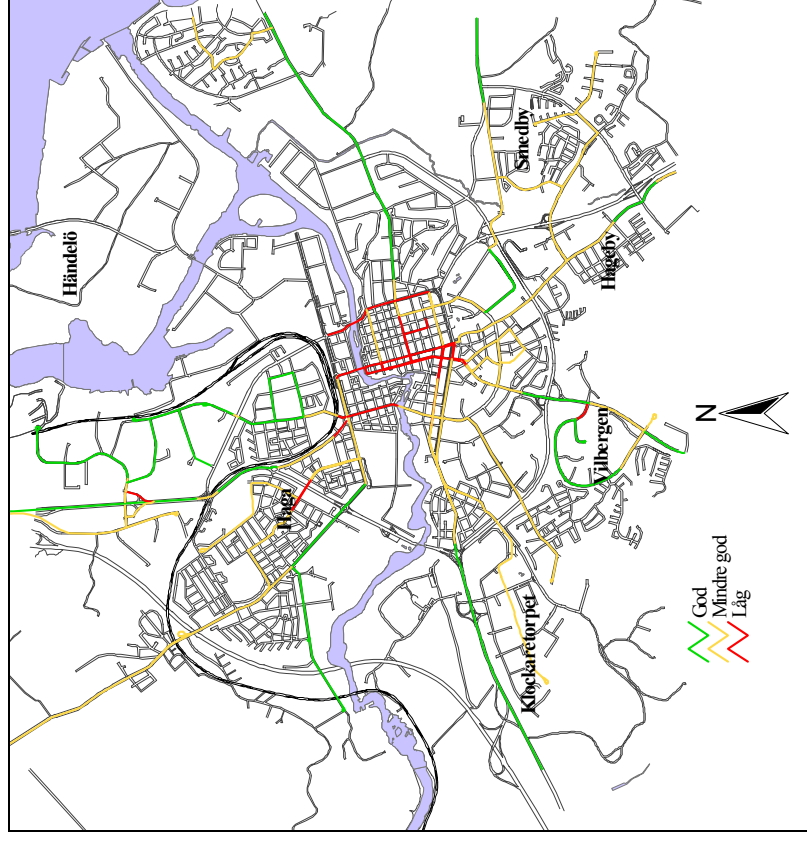 Händelö
Haga
Smedby
Hageby
Vilbergen
Klockaretorpet
N
God
Mindre god
Låg